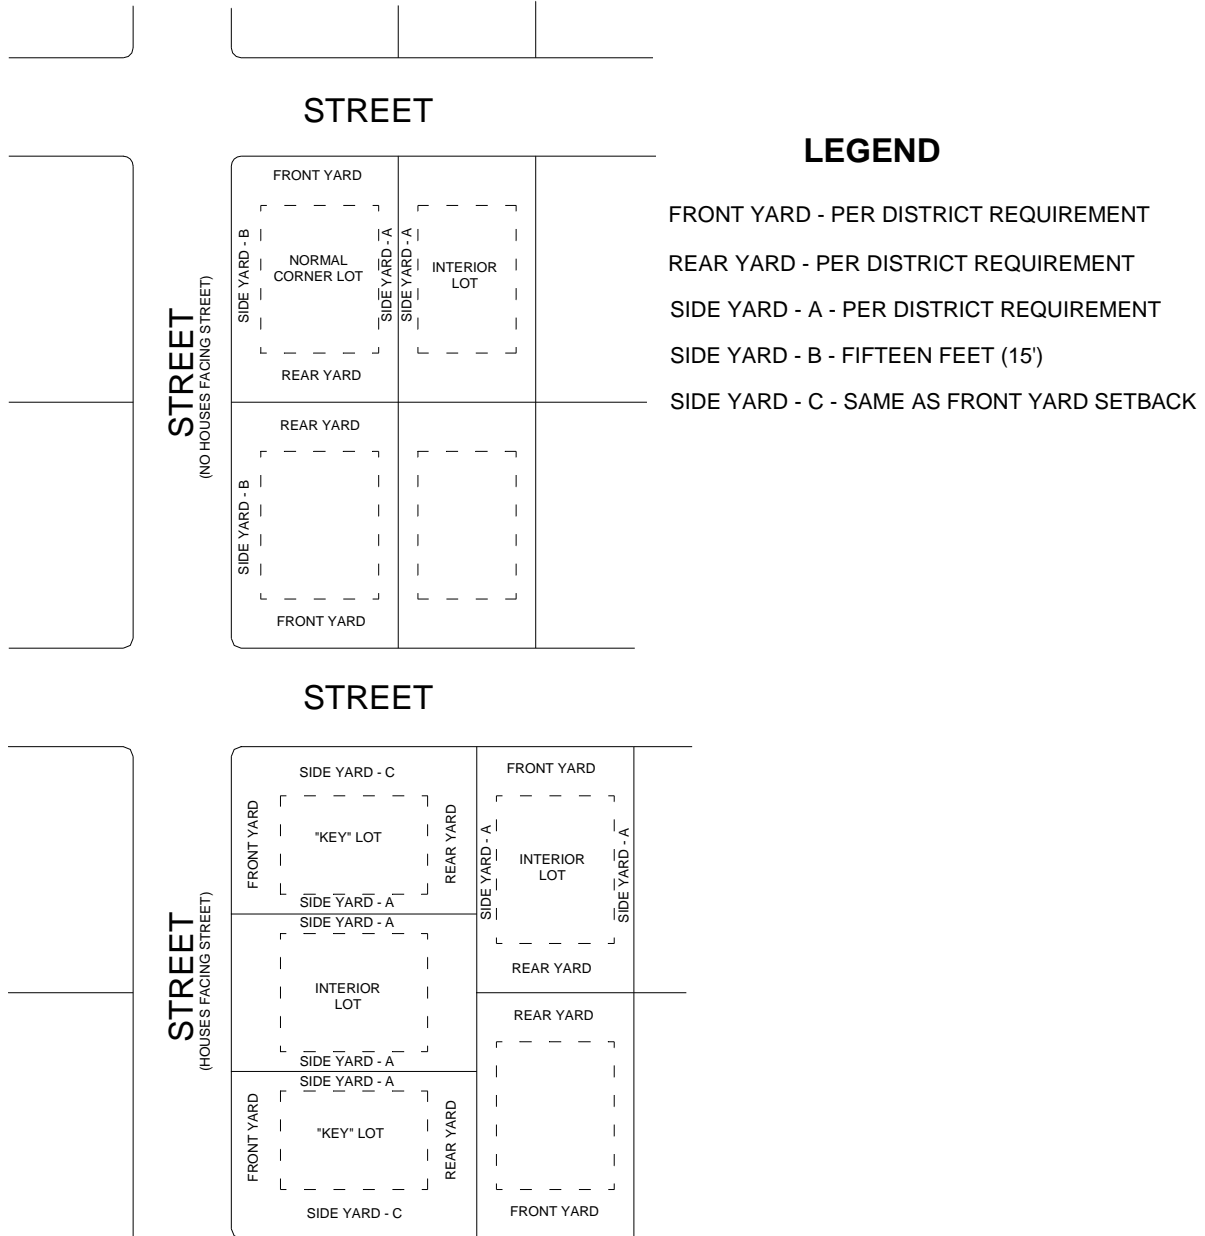 STREET
LEGEND
FRONT YARD - PER DISTRICT REQUIREMENT
REAR YARD - PER DISTRICT REQUIREMENT
SIDE YARD - A - PER DISTRICT REQUIREMENT
SIDE YARD - B - FIFTEEN FEET (15')
SIDE YARD - C - SAME AS FRONT YARD SETBACK
FRONT YARD
SIDE YARD - B
NORMAL
CORNER LOT
SIDE YARD - A
SIDE YARD - A
INTERIOR
LOT
REAR YARD
STREET
(NO HOUSES FACING STREET)
REAR YARD
SIDE YARD - B
FRONT YARD
STREET
SIDE YARD - C
FRONT YARD
"KEY" LOT
REAR YARD
SIDE YARD - A
FRONT YARD
SIDE YARD - A
INTERIOR
LOT
SIDE YARD - A
REAR YARD
STREET
(HOUSES FACING STREET)
SIDE YARD - A
INTERIOR
LOT
SIDE YARD - A
SIDE YARD - A
FRONT YARD
"KEY" LOT
REAR YARD
SIDE YARD - C
REAR YARD
FRONT YARD